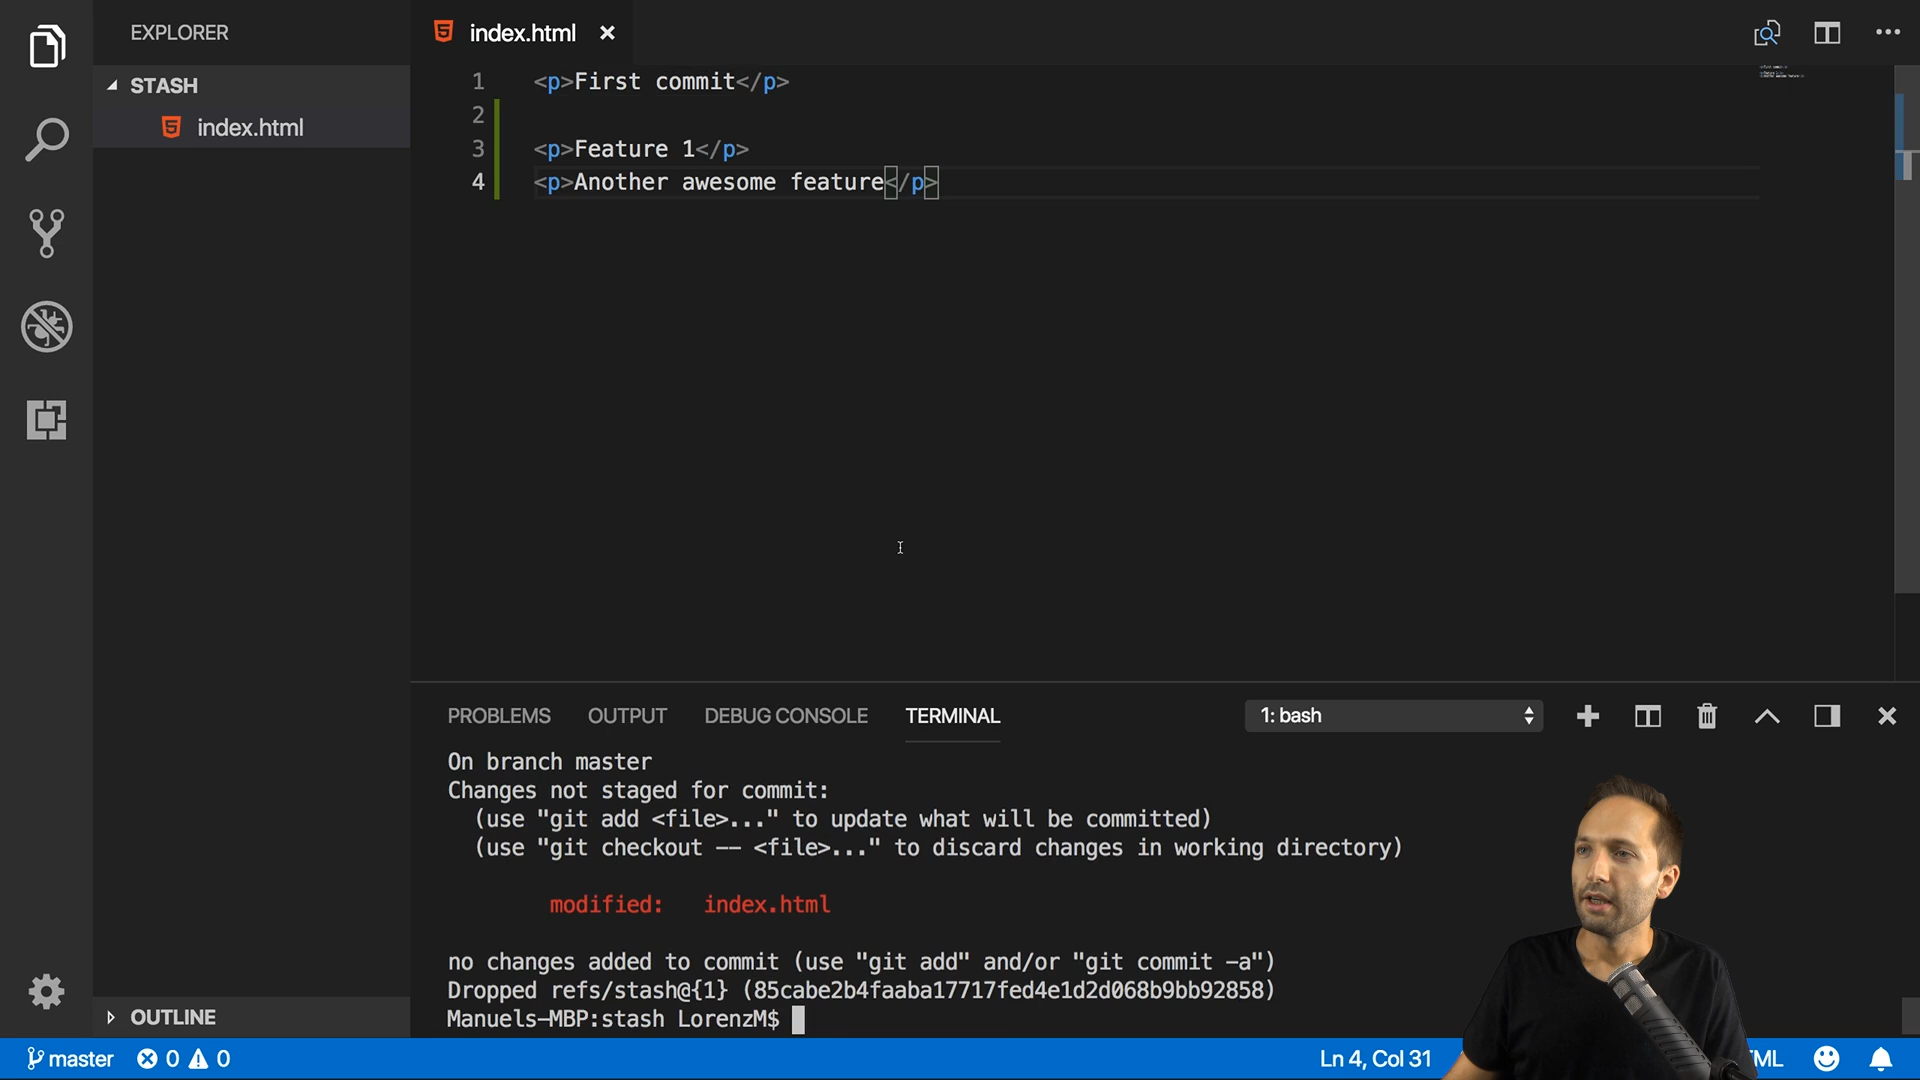 EXPLORER
index.html
STASH
index.html
1 <p>First commit</p>
2
3 <p>Feature 1</p>
4 <p>Another awesome feature</p>
PROBLEMS OUTPUT DEBUG CONSOLE TERMINAL 1: bash
On branch master
Changes not staged for commit:
(use "git add <file>..." to update what will be committed)
(use "git checkout -- <file>..." to discard changes in working directory)
modified: index.html
no changes added to commit (use "git add" and/or "git commit -a")
Dropped refs/stash@{1} (85cabe2b4faaba17717fed4e1d2d068b9bb92858)
Manuels-MBP:stash LorenzM$
OUTLINE
master 0 0 Ln 4, Col 31